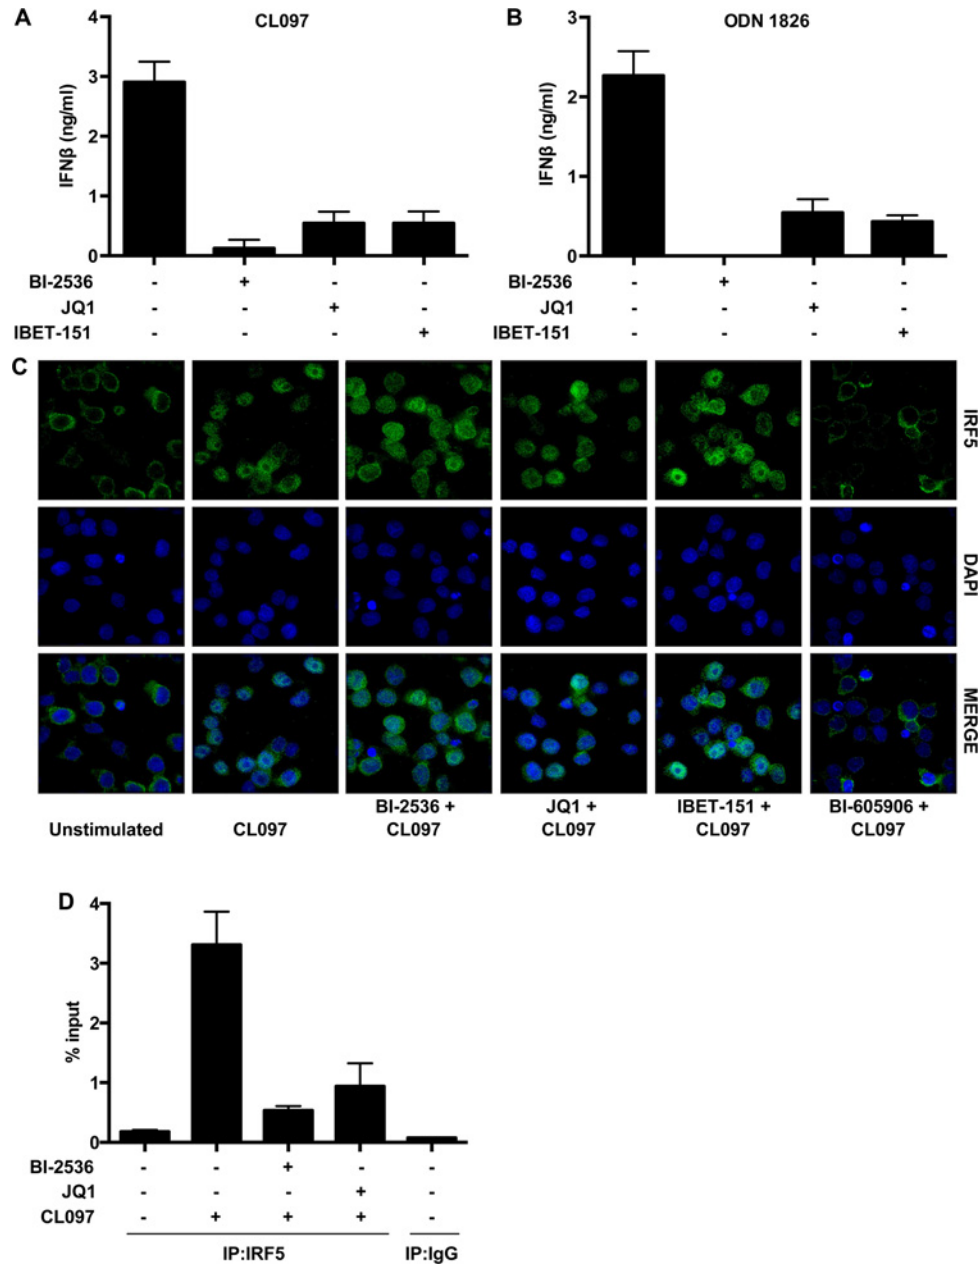 A
CL097
IFNβ (ng/ml)
4
3
2
1
0
BI-2536 - + - -
JQ1 - - + -
IBET-151 - - - +
B
ODN 1826
IFNβ (ng/ml)
3
2
1
0
BI-2536 - + - -
JQ1 - - + -
IBET-151 - - - +
C
IRF5
DAPI
MERGE
Unstimulated
CL097
BI-2536 +
CL097
JQ1 +
CL097
IBET-151 +
CL097
BI-605906 +
CL097
D
% input
4
3
2
1
0
BI-2536 - - + - -
JQ1 - - - + -
CL097 - + + + -
IP:IRF5 IP:IgG